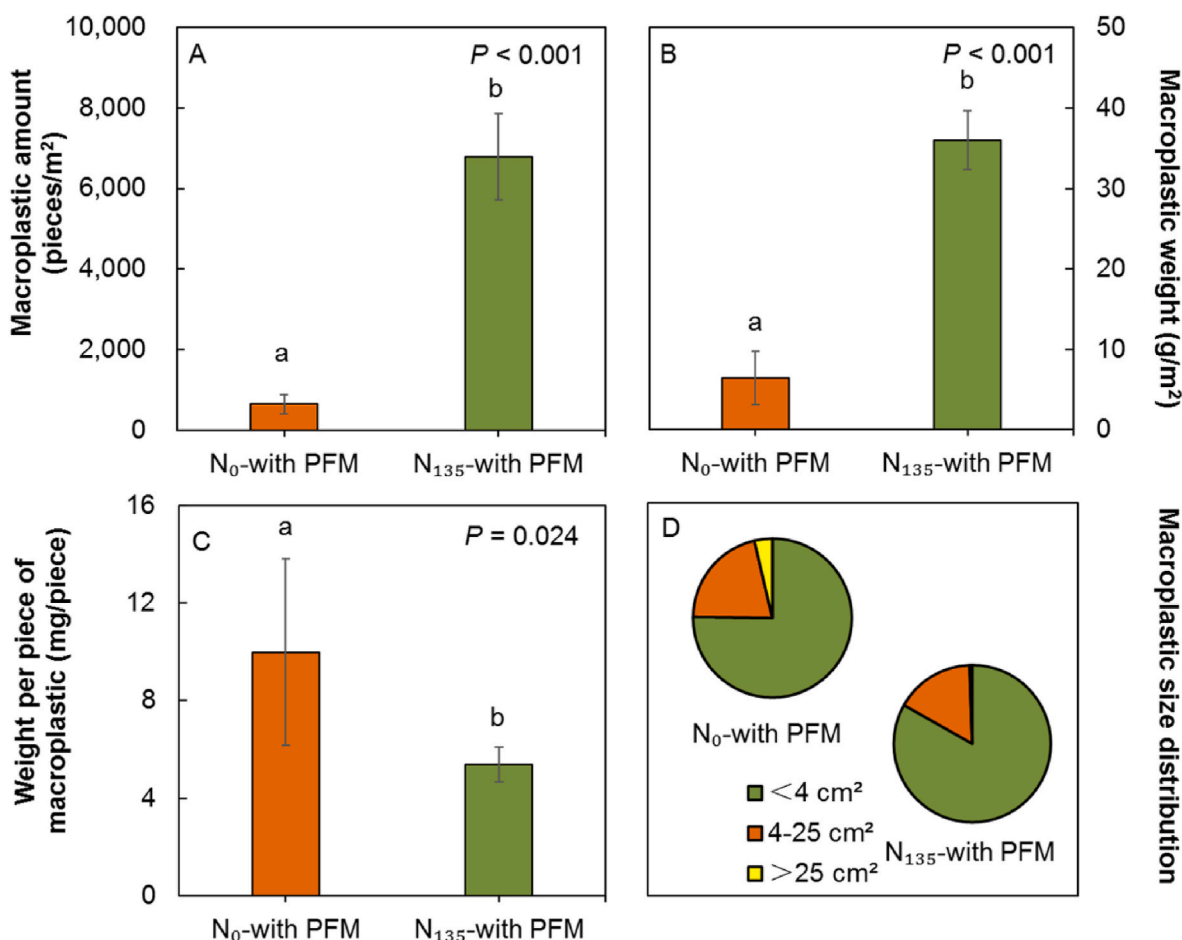 Macroplastic amount
(pieces/m²)
10,000
8,000
6,000
4,000
2,000
0
A
P < 0.001
a
b
N₀-with PFM
N₁₃₅-with PFM
B
P < 0.001
a
b
N₀-with PFM
N₁₃₅-with PFM
50
40
30
20
10
0
Macroplastic weight (g/m²)
Weight per piece of
macroplastic (mg/piece)
16
12
8
4
0
C
P = 0.024
a
b
N₀-with PFM
N₁₃₅-with PFM
D
N₀-with PFM
N₁₃₅-with PFM
<4 cm²
4-25 cm²
>25 cm²
Macroplastic size distribution